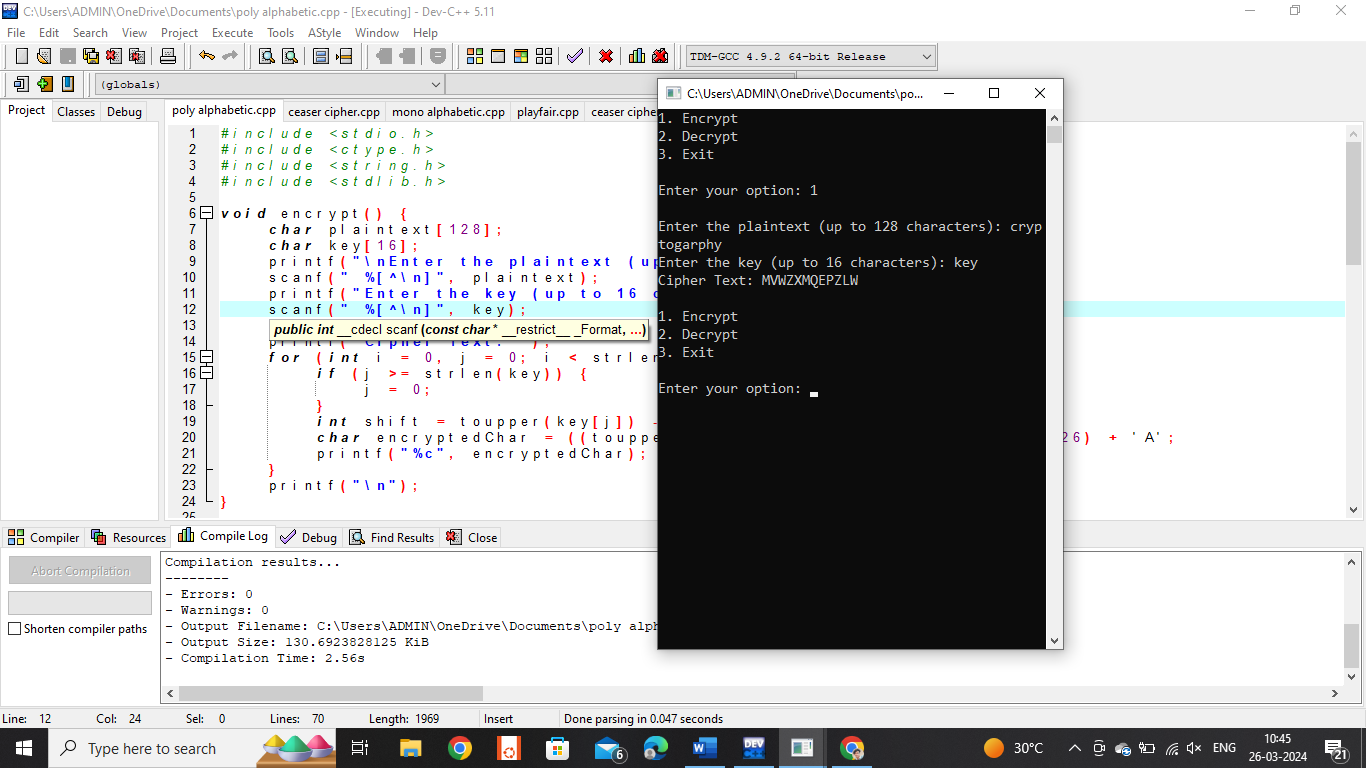 C:\Users\ADMIN\OneDrive\Documents\poly alphabetic.cpp - [Executing] - Dev-C++ 5.11
File Edit Search View Project Execute Tools AStyle Window Help
TDM-GCC 4.9.2 64-bit Release
(globals)
Project Classes Debug
poly alphabetic.cpp ceaser cipher.cpp mono alphabetic.cpp playfair.cpp ceaser cipher
1 #include <stdio.h>
2 #include <ctype.h>
3 #include <string.h>
4 #include <stdlib.h>
5
6 void encrypt() {
7 char plaintext[128];
8 char key[16];
9 printf("\nEnter the plaintext (u
10 scanf(" %[^\n]", plaintext);
11 printf("Enter the key (up to 16
12 scanf(" %[^\n]", key);
public int __cdecl scanf (const char * __restrict__ _Format, ...)
13
14 printf("Cipher Text: ");
15 for (int i = 0, j = 0; i < strlen
16 if (j >= strlen(key)) {
17 j = 0;
18 }
19 int shift = toupper(key[j]) -
20 char encryptedChar = ((touppe
26) + 'A';
21 printf("%c", encryptedChar);
22 }
23 printf("\n");
24 }
C:\Users\ADMIN\OneDrive\Documents\po...
1. Encrypt
2. Decrypt
3. Exit
Enter your option: 1
Enter the plaintext (up to 128 characters): cryp
togarphy
Enter the key (up to 16 characters): key
Cipher Text: MVWZXMQEPZLW
1. Encrypt
2. Decrypt
3. Exit
Enter your option:
Compiler Resources Compile Log Debug Find Results Close
Abort Compilation
Shorten compiler paths
Compilation results...
--------
- Errors: 0
- Warnings: 0
- Output Filename: C:\Users\ADMIN\OneDrive\Documents\poly alph
- Output Size: 130.6923828125 KiB
- Compilation Time: 2.56s
Line: 12 Col: 24 Sel: 0 Lines: 70 Length: 1969 Insert Done parsing in 0.047 seconds
Type here to search
6
30°C
ENG
10:45
26-03-2024
21